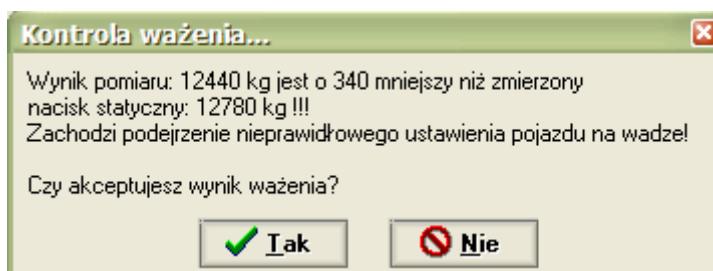 Kontrola ważenia...
Wynik pomiaru: 12440 kg jest o 340 mniejszy niż zmierzony
nacisk statyczny: 12780 kg !!!
Zachodzi podejrzenie nieprawidłowego ustawienia pojazdu na wadze!
Czy akceptujesz wynik ważenia?
Tak Nie